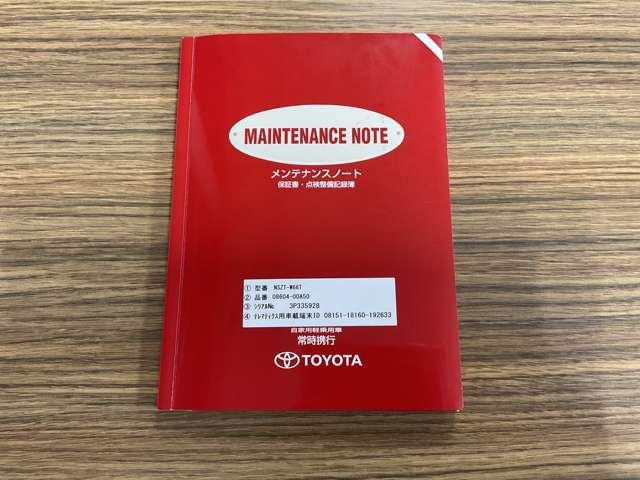 MAINTENANCE NOTE
メンテナンスノート
保証書・点検整備記録簿
① 型番 NSZT-W66T
② 品番 08604-00A50
③ シリアルNo 3P335928
④ テレマティクス用車載端末ID 08151-18160-192633
自家用軽乗用車
常時携行
TOYOTA